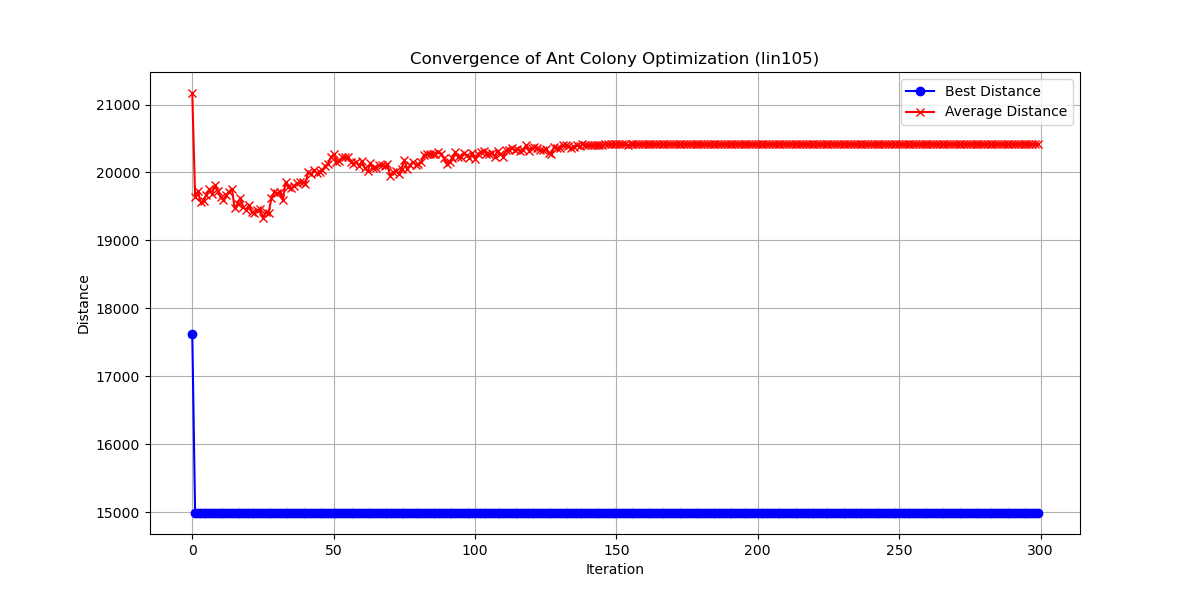 Convergence of Ant Colony Optimization (lin105)
Best Distance
Average Distance
21000
20000
19000
18000
17000
16000
15000
Distance
0 50 100 150 200 250 300
Iteration